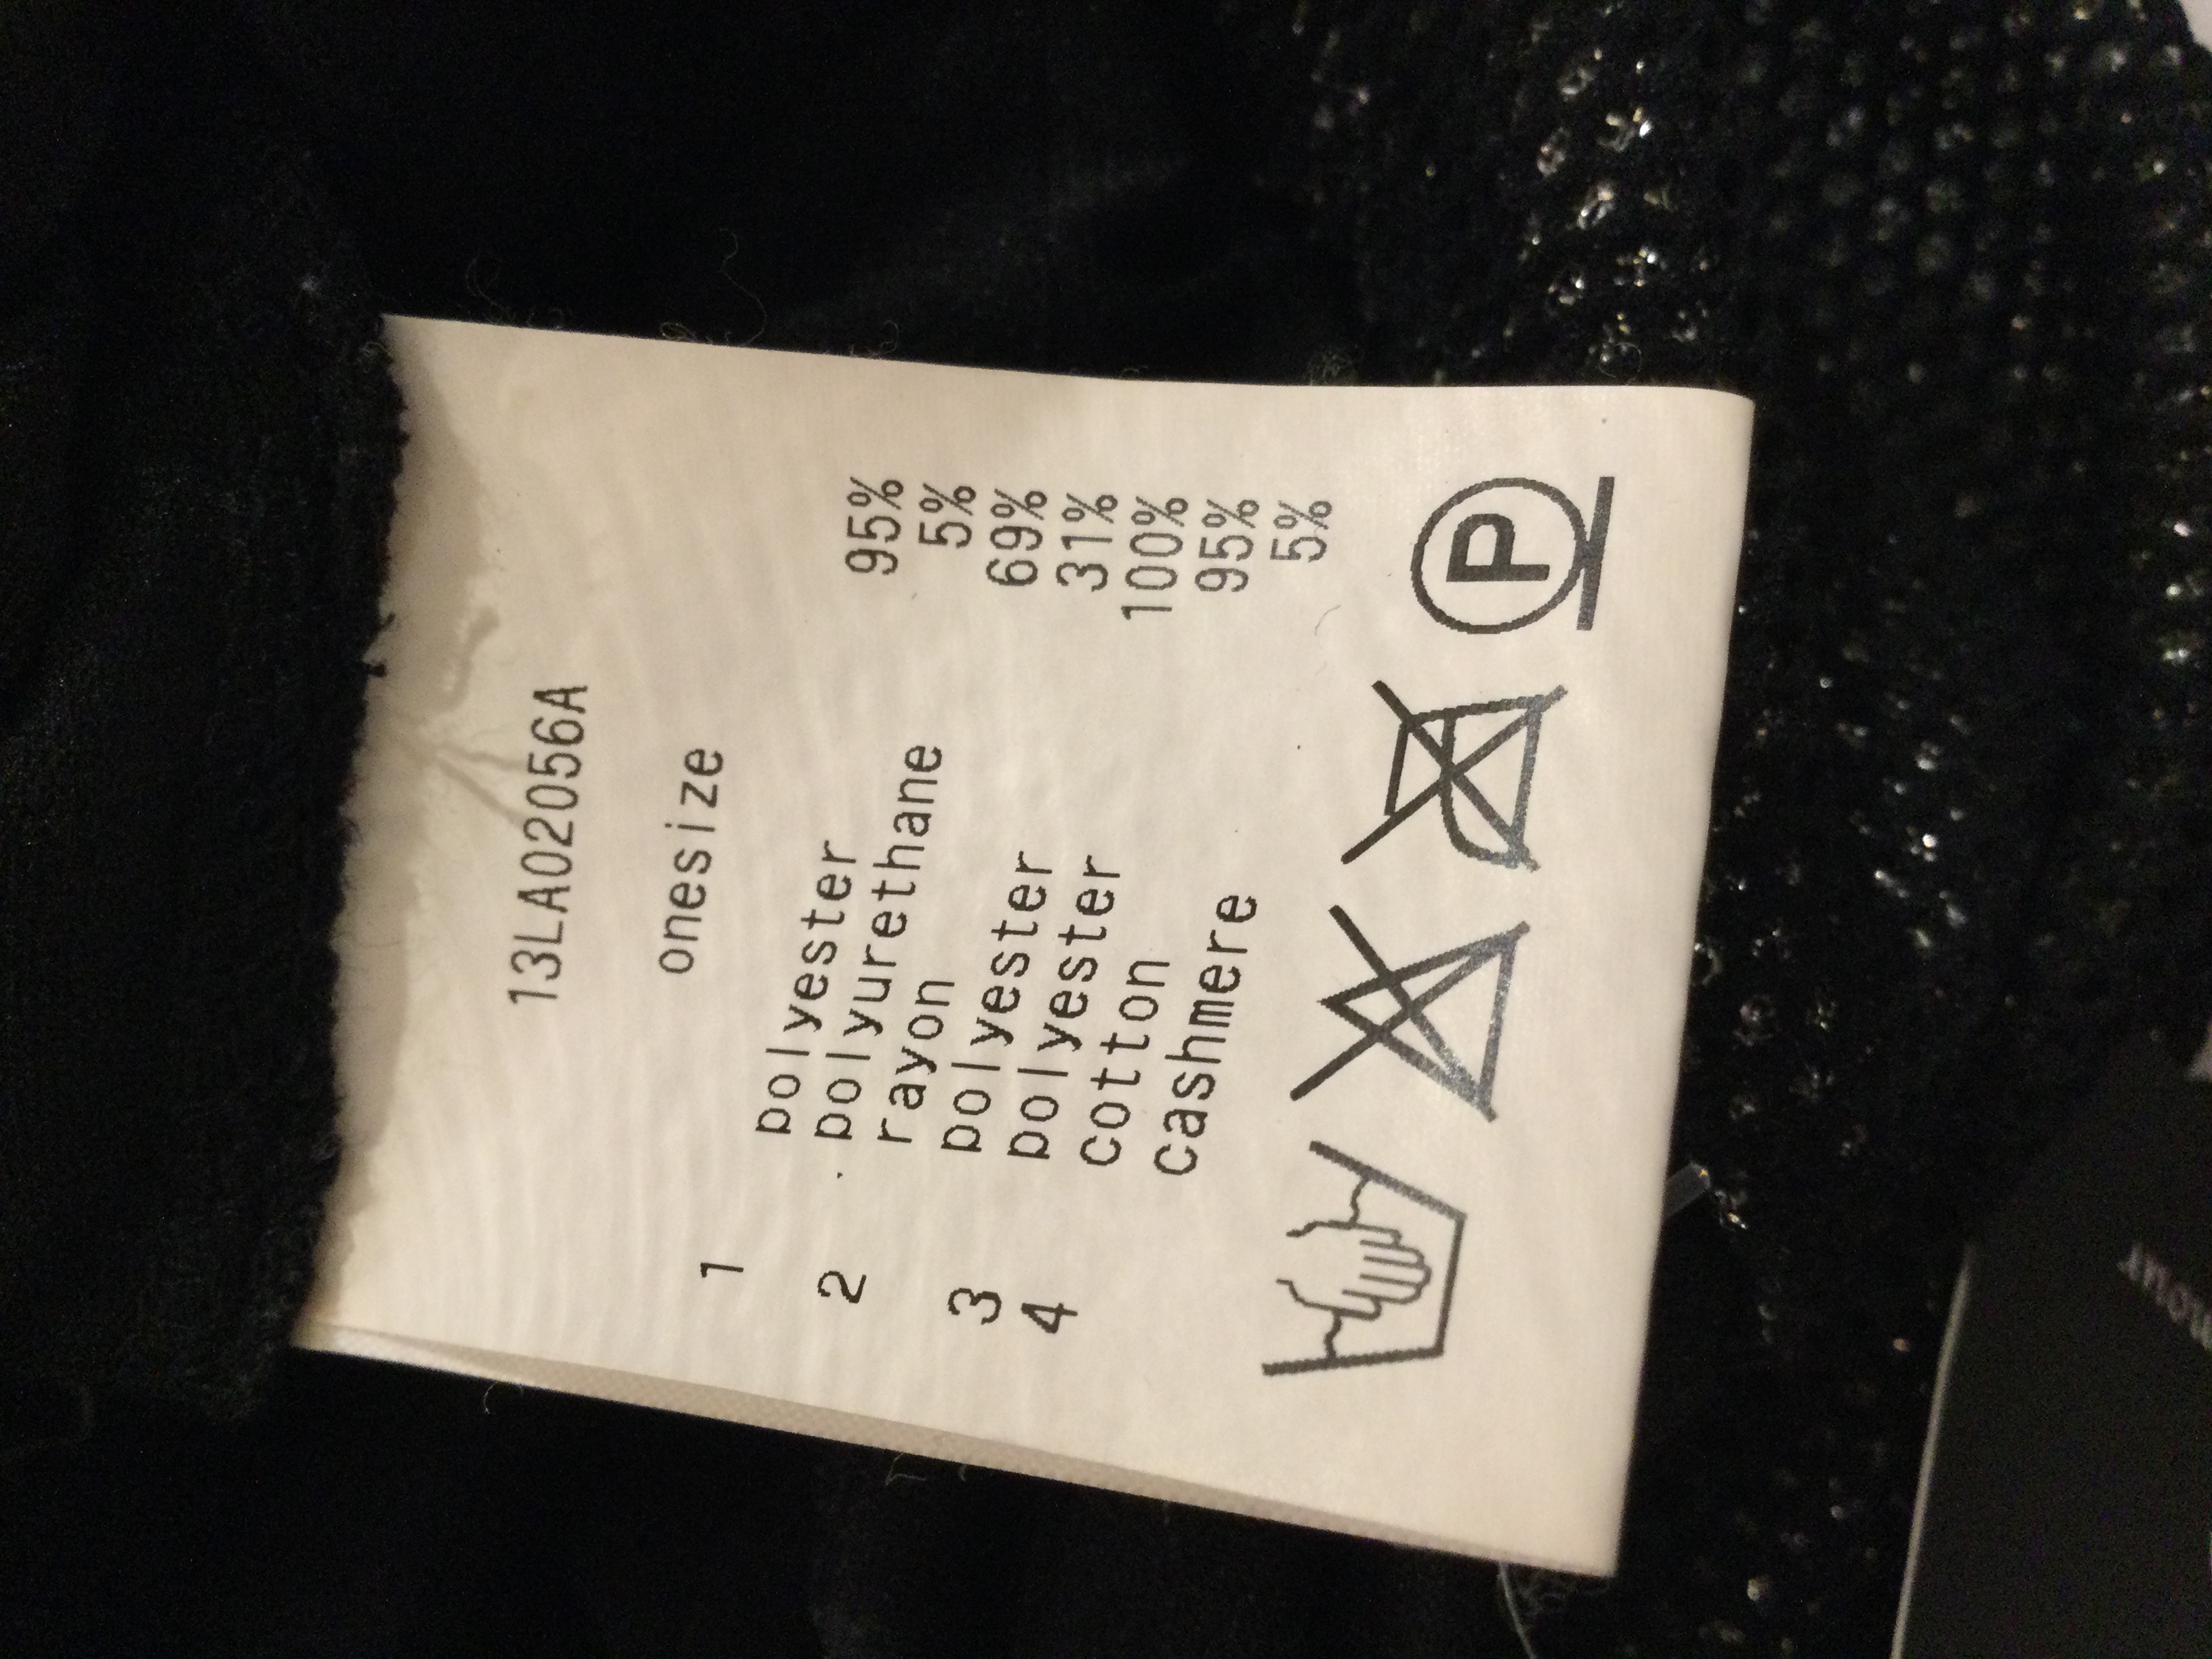 13LA02056A
onesize
1 polyester 95%
polyurethane 5%
2 rayon 69%
polyester 31%
3 polyester 100%
4 cotton 95%
cashmere 5%
P